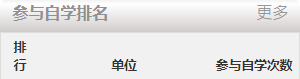 参与自学排名 更多
排
行 单位 参与自学次数